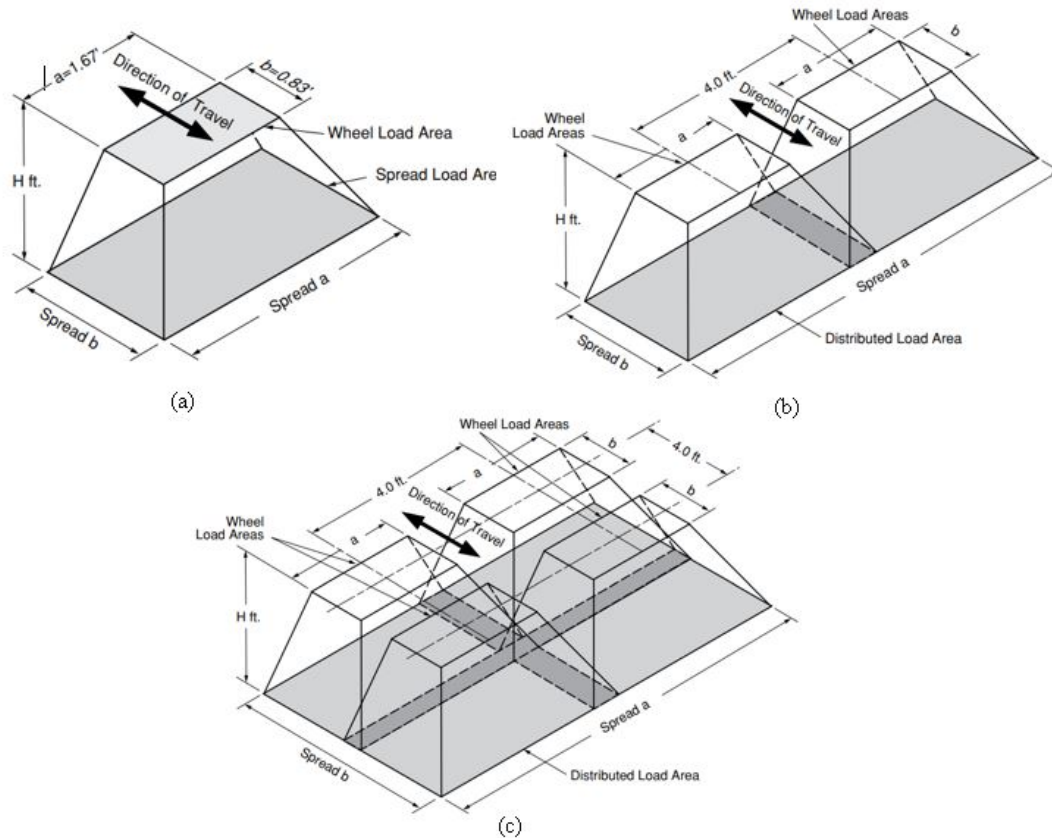 a=1.67'
b=0.83'
Direction of
Travel
Wheel Load Area
Spread Load Are
H ft.
Spread b
Spread a
(a)
Wheel Load Areas
b
a
4.0 ft.
Direction of
Travel
Wheel
Load Areas
a
H ft.
Spread a
Spread b
Distributed Load Area
(b)
Wheel Load Areas
b
4.0 ft.
a
4.0 ft.
b
Direction of Travel
Wheel
Load Areas
a
H ft.
Spread a
Spread b
Distributed Load Area
(c)